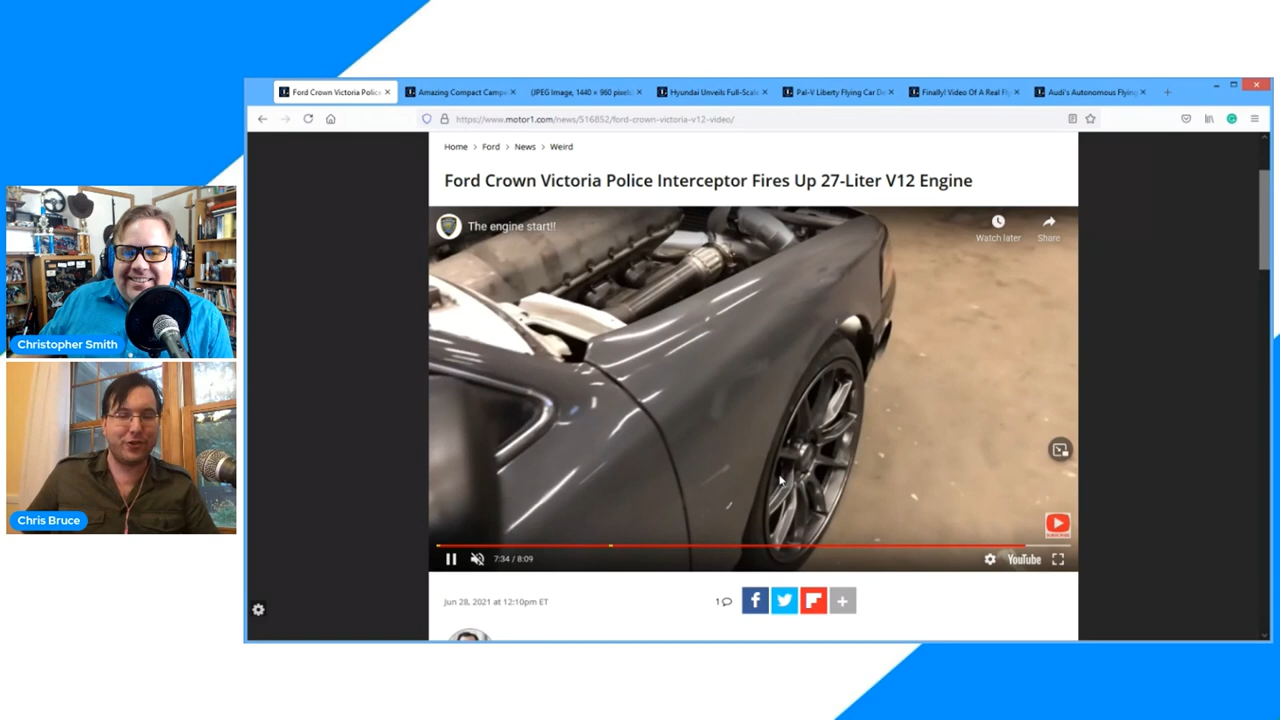 Ford Crown Victoria Police
Amazing Compact Campe
(JPEG Image, 1440 × 960 pixels
Hyundai Unveils Full-Scale
Pal-V Liberty Flying Car De
Finally! Video Of A Real Fl
Audi's Autonomous Flying
https://www.motor1.com/news/516852/ford-crown-victoria-v12-video/
Home > Ford > News > Weird
Ford Crown Victoria Police Interceptor Fires Up 27-Liter V12 Engine
The engine start!!
Watch later
Share
Christopher Smith
Chris Bruce
7:34 / 8:09
YouTube
Jun 28, 2021 at 12:10pm ET
1